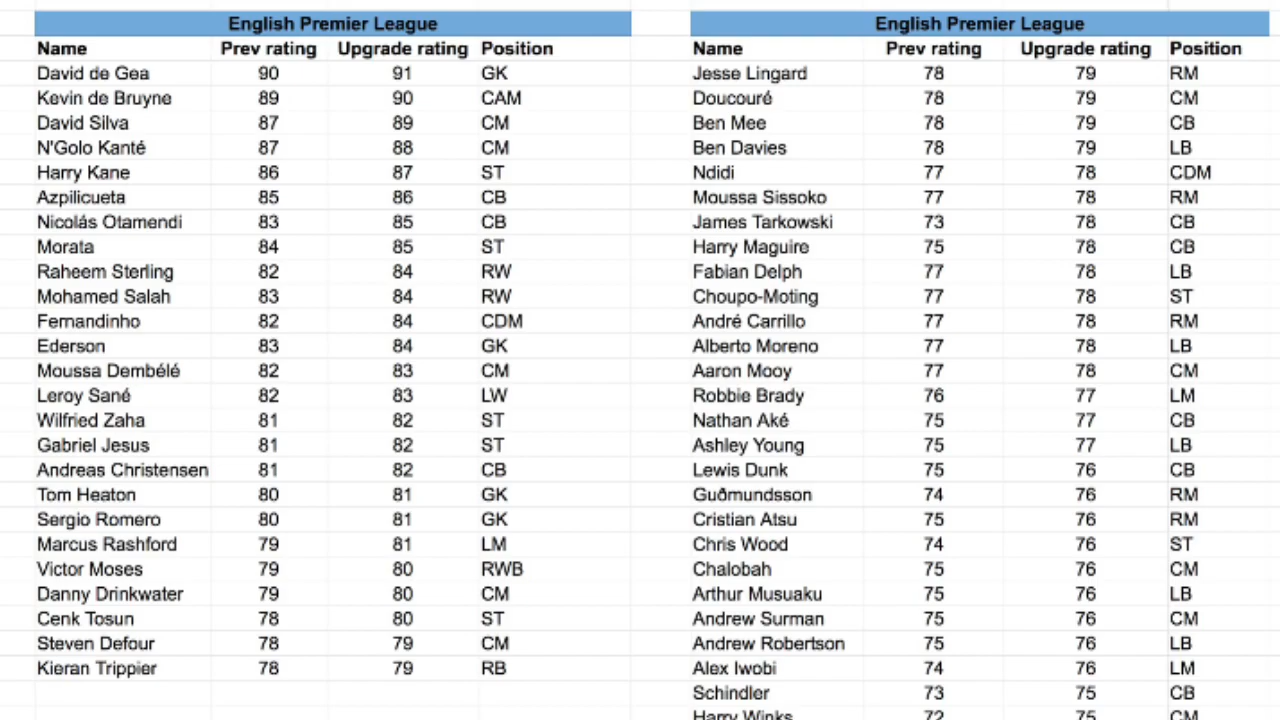 English Premier League
Name Prev rating Upgrade rating Position
David de Gea 90 91 GK
Kevin de Bruyne 89 90 CAM
David Silva 87 89 CM
N'Golo Kanté 87 88 CM
Harry Kane 86 87 ST
Azpilicueta 85 86 CB
Nicolás Otamendi 83 85 CB
Morata 84 85 ST
Raheem Sterling 82 84 RW
Mohamed Salah 83 84 RW
Fernandinho 82 84 CDM
Ederson 83 84 GK
Moussa Dembélé 82 83 CM
Leroy Sané 82 83 LW
Wilfried Zaha 81 82 ST
Gabriel Jesus 81 82 ST
Andreas Christensen 81 82 CB
Tom Heaton 80 81 GK
Sergio Romero 80 81 GK
Marcus Rashford 79 81 LM
Victor Moses 79 80 RWB
Danny Drinkwater 79 80 CM
Cenk Tosun 78 80 ST
Steven Defour 78 79 CM
Kieran Trippier 78 79 RB
English Premier League
Name Prev rating Upgrade rating Position
Jesse Lingard 78 79 RM
Doucouré 78 79 CM
Ben Mee 78 79 CB
Ben Davies 78 79 LB
Ndidi 77 78 CDM
Moussa Sissoko 77 78 RM
James Tarkowski 73 78 CB
Harry Maguire 75 78 CB
Fabian Delph 77 78 LB
Choupo-Moting 77 78 ST
André Carrillo 77 78 RM
Alberto Moreno 77 78 LB
Aaron Mooy 77 78 CM
Robbie Brady 76 77 LM
Nathan Aké 75 77 CB
Ashley Young 75 77 LB
Lewis Dunk 75 76 CB
Guðmundsson 74 76 RM
Cristian Atsu 75 76 RM
Chris Wood 74 76 ST
Chalobah 75 76 CM
Arthur Musuaku 75 76 LB
Andrew Surman 75 76 CM
Andrew Robertson 75 76 LB
Alex Iwobi 74 76 LM
Schindler 73 75 CB
Harry Winks 72 75 CM